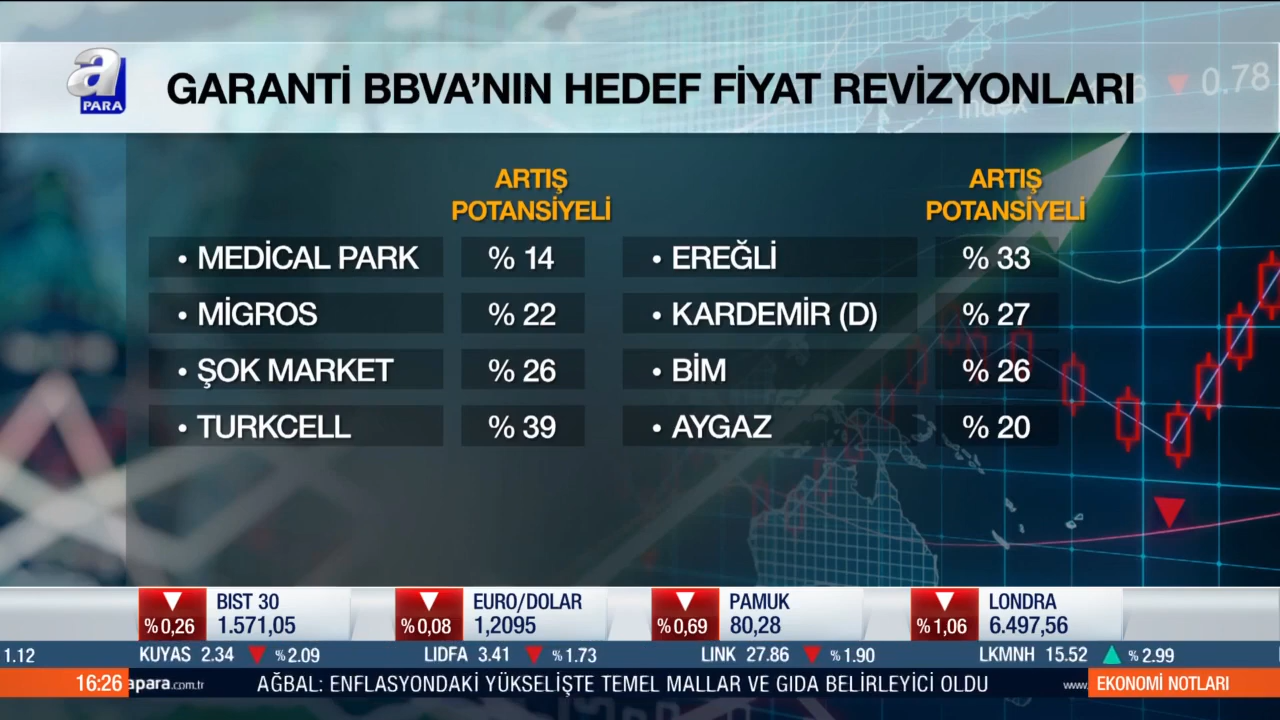 a
PARA
GARANTİ BBVA'NIN HEDEF FİYAT REVİZYONLARI
0.78
Index
ARTIŞ
POTANSİYELİ
• MEDİCAL PARK % 14
• MİGROS % 22
• ŞOK MARKET % 26
• TURKCELL % 39
ARTIŞ
POTANSİYELİ
• EREĞLİ % 33
• KARDEMİR (D) % 27
• BİM % 26
• AYGAZ % 20
% 0,26 BIST 30
1.571,05
% 0,08 EURO/DOLAR
1,2095
% 0,69 PAMUK
80,28
% 1,06 LONDRA
6.497,56
1.12 KUYAS 2.34 % 2.09 LIDFA 3.41 % 1.73 LINK 27.86 % 1.90 LKMNH 15.52 % 2.99
16:26 apara.com.tr AĞBAL: ENFLASYONDAKİ YÜKSELİŞTE TEMEL MALLAR VE GIDA BELİRLEYİCİ OLDU www. EKONOMİ NOTLARI